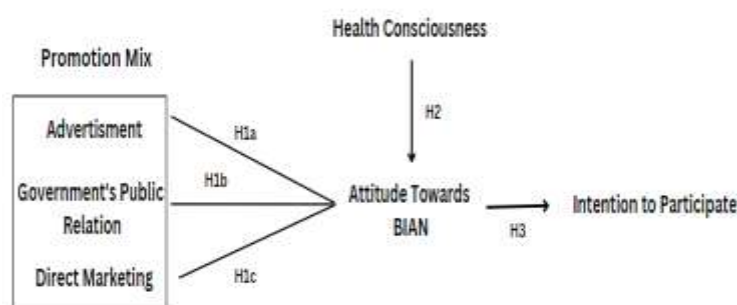 Health Consciousness
Promotion Mix
Advertisment
H1a
H2
H1b
Government's Public
Relation
Attitude Towards
BIAN
Intention to Participate
H3
Direct Marketing
H1c